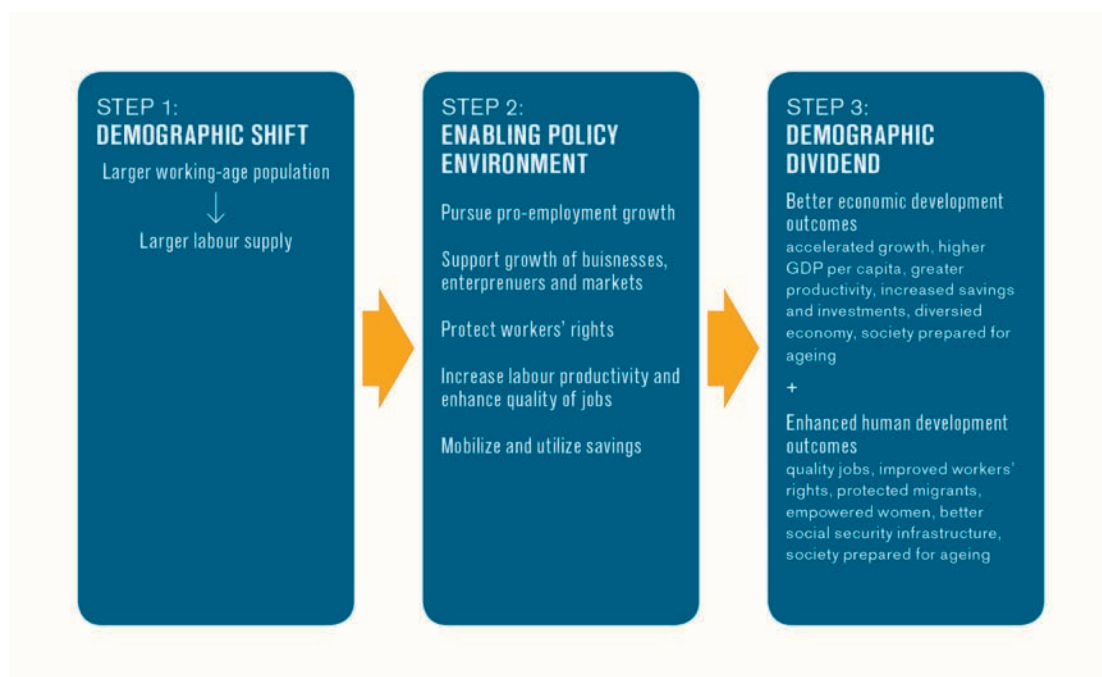 STEP 1:
DEMOGRAPHIC SHIFT
Larger working-age population
↓
Larger labour supply
STEP 2:
ENABLING POLICY
ENVIRONMENT
Pursue pro-employment growth
Support growth of buisnesses,
enterprenuers and markets
Protect workers' rights
Increase labour productivity and
enhance quality of jobs
Mobilize and utilize savings
STEP 3:
DEMOGRAPHIC
DIVIDEND
Better economic development
outcomes
accelerated growth, higher
GDP per capita, greater
productivity, increased savings
and investments, diversied
economy, society prepared for
ageing
+
Enhanced human development
outcomes
quality jobs, improved workers'
rights, protected migrants,
empowered women, better
social security infrastructure,
society prepared for ageing